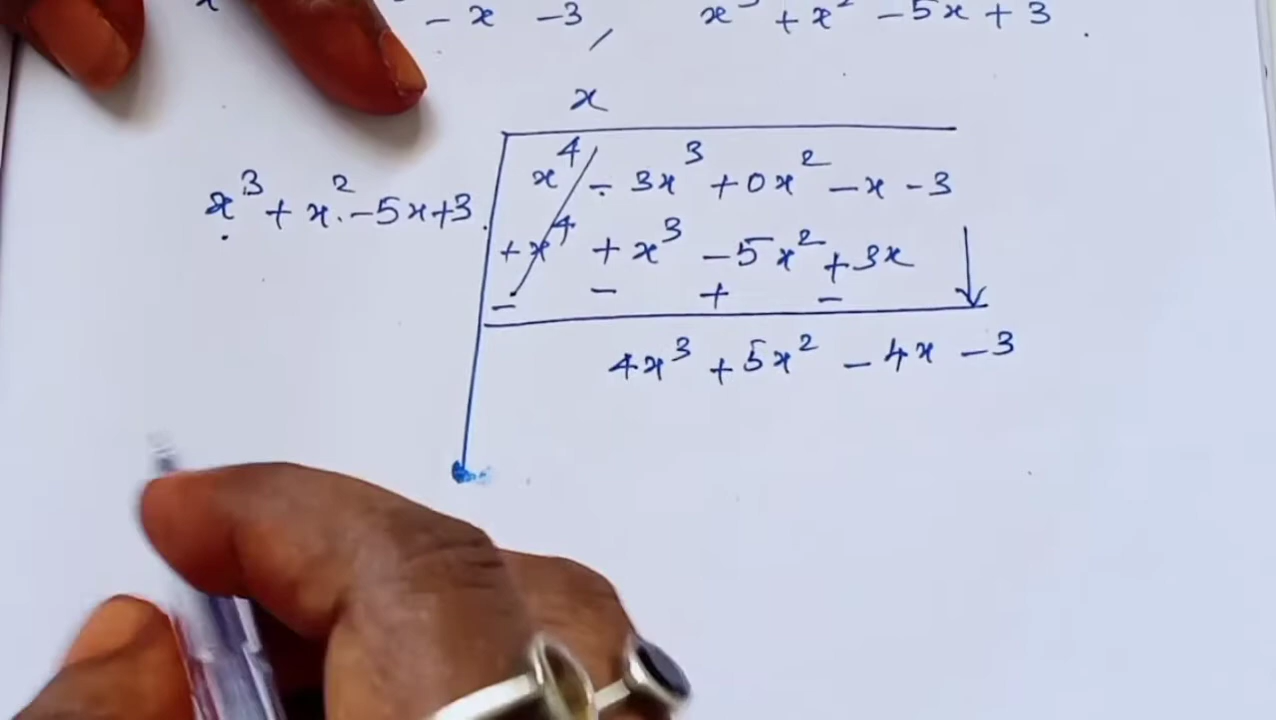 x - x - 3, x³ + x² - 5x + 3
x
x⁴ - 3x³ + 0x² - x - 3
x³ + x² - 5x + 3
+ x⁴ + x³ - 5x² + 3x
- - + -
4x³ + 5x² - 4x - 3